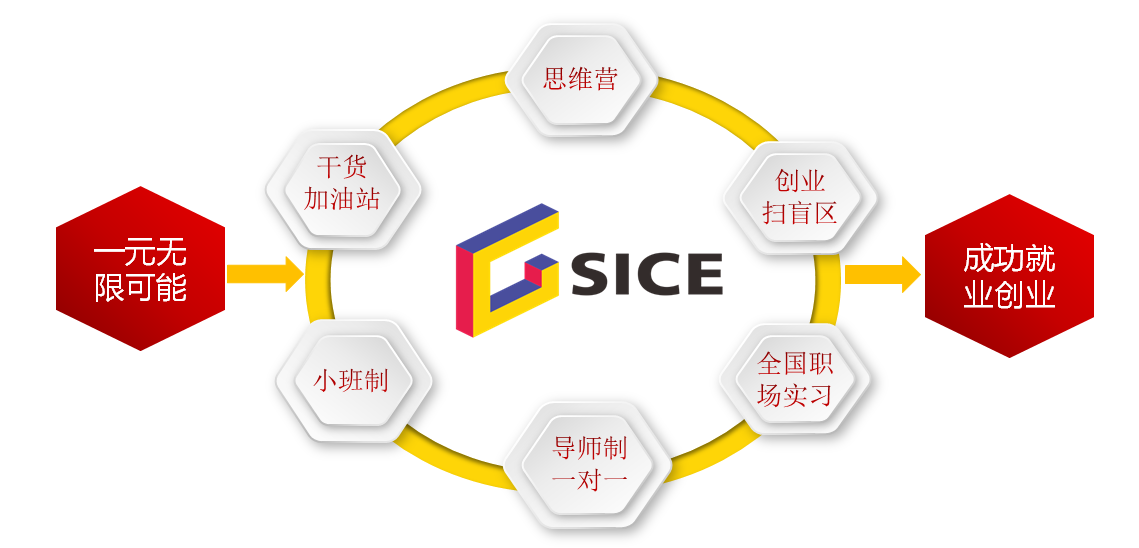 思维营
干货
加油站
创业
扫盲区
一元无
限可能
SICE
成功就
业创业
小班制
全国职
场实习
导师制
一对一